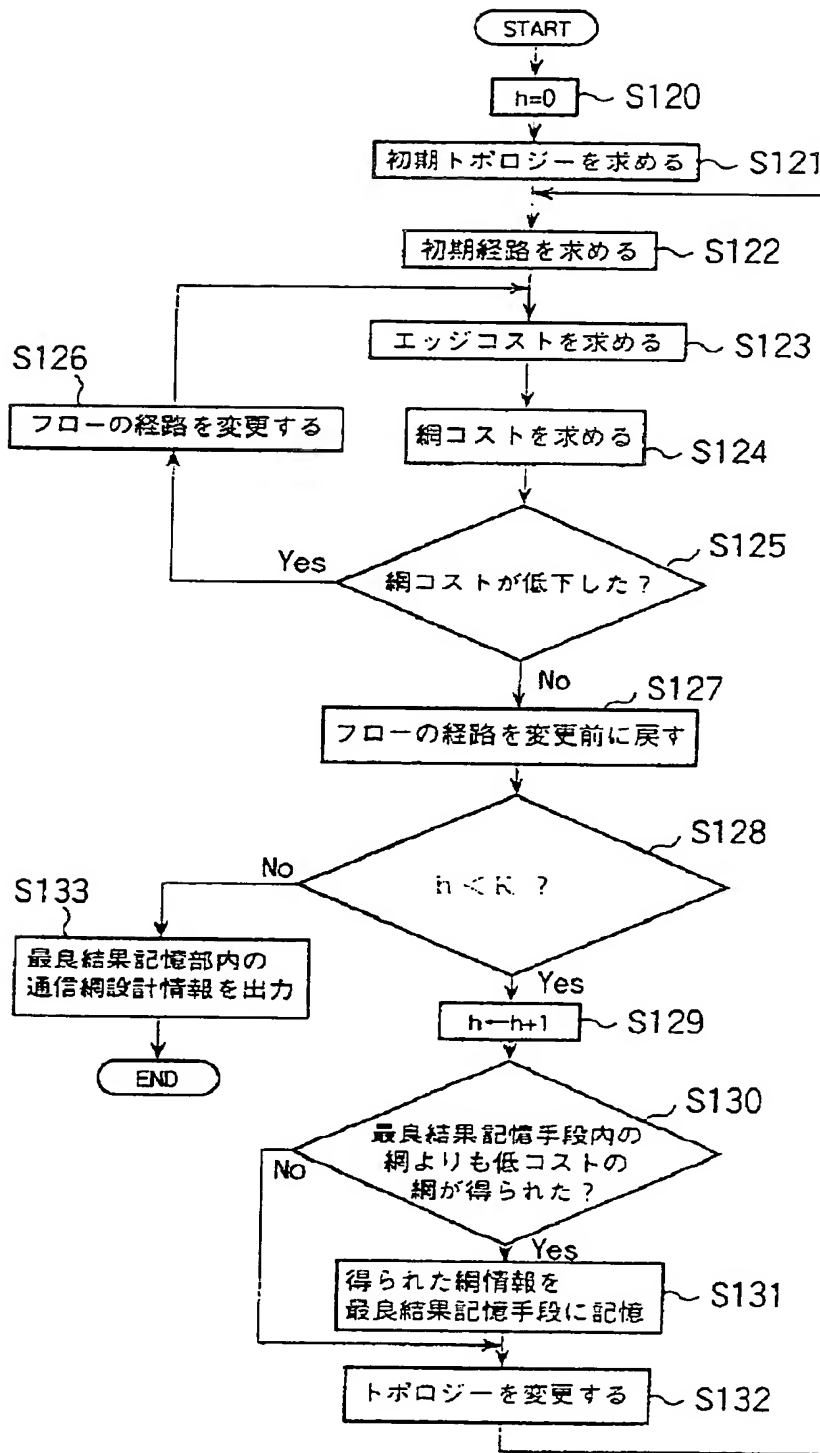 START
h=0
S120
初期トポロジーを求める
S121
初期経路を求める
S122
エッジコストを求める
S123
S126
フローの経路を変更する
網コストを求める
S124
S125
Yes
網コストが低下した?
No
S127
フローの経路を変更前に戻す
S128
No
h<K ?
S133
最良結果記憶部内の
通信網設計情報を出力
Yes
h←h+1
S129
END
S130
最良結果記憶手段内の
網よりも低コストの
網が得られた?
No
Yes
得られた網情報を
最良結果記憶手段に記憶
S131
トポロジーを変更する
S132